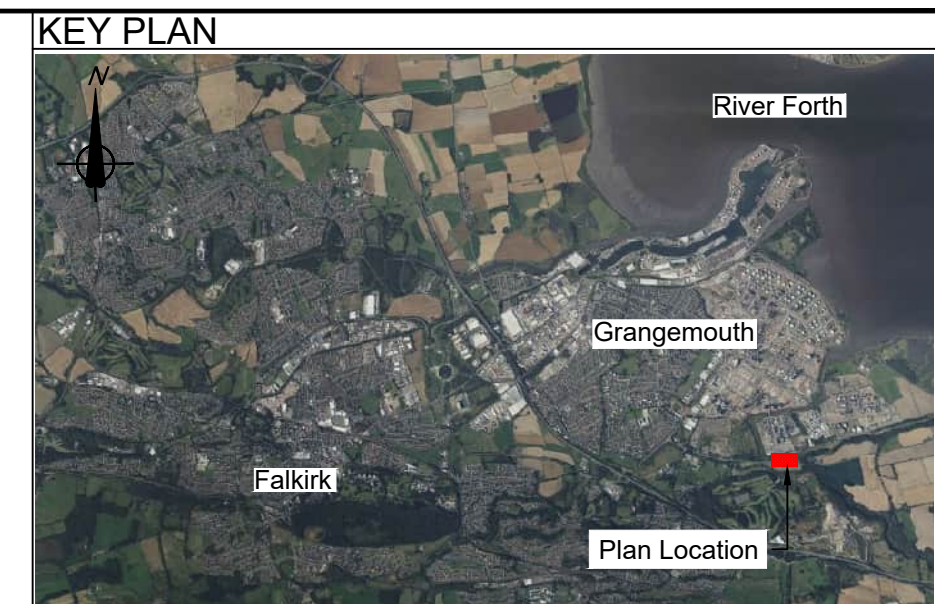 KEY PLAN
N
River Forth
Grangemouth
Falkirk
Plan Location